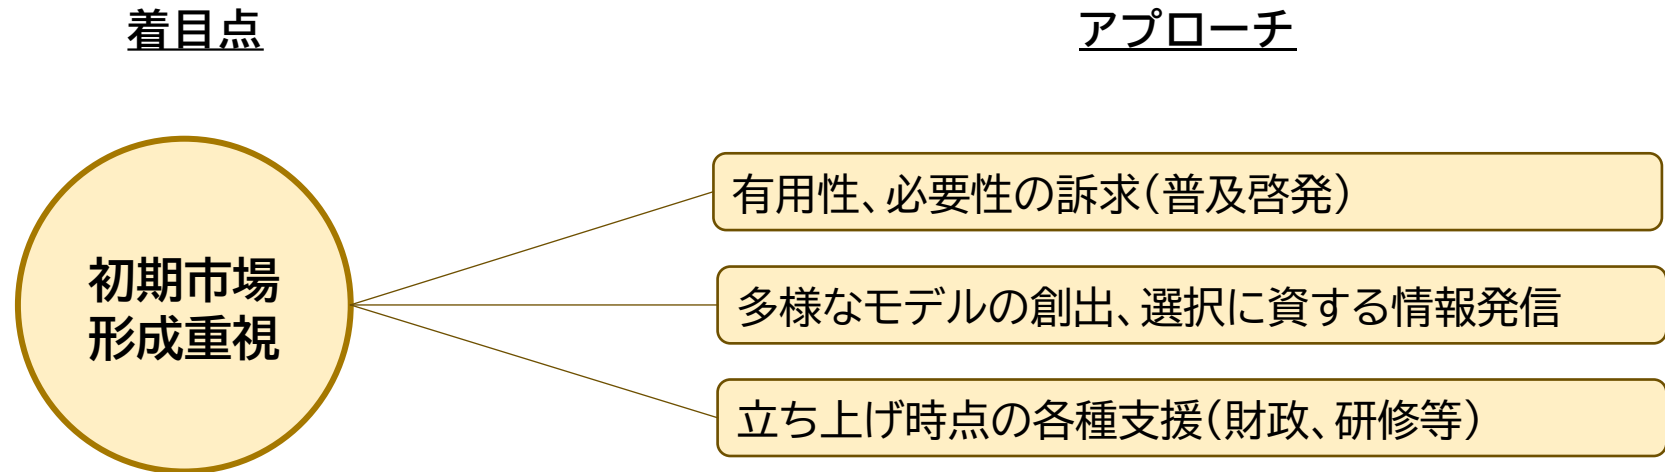 着目点
アプローチ
初期市場
形成重視
有用性、必要性の訴求(普及啓発)
多様なモデルの創出、選択に資する情報発信
立ち上げ時点の各種支援(財政、研修等)